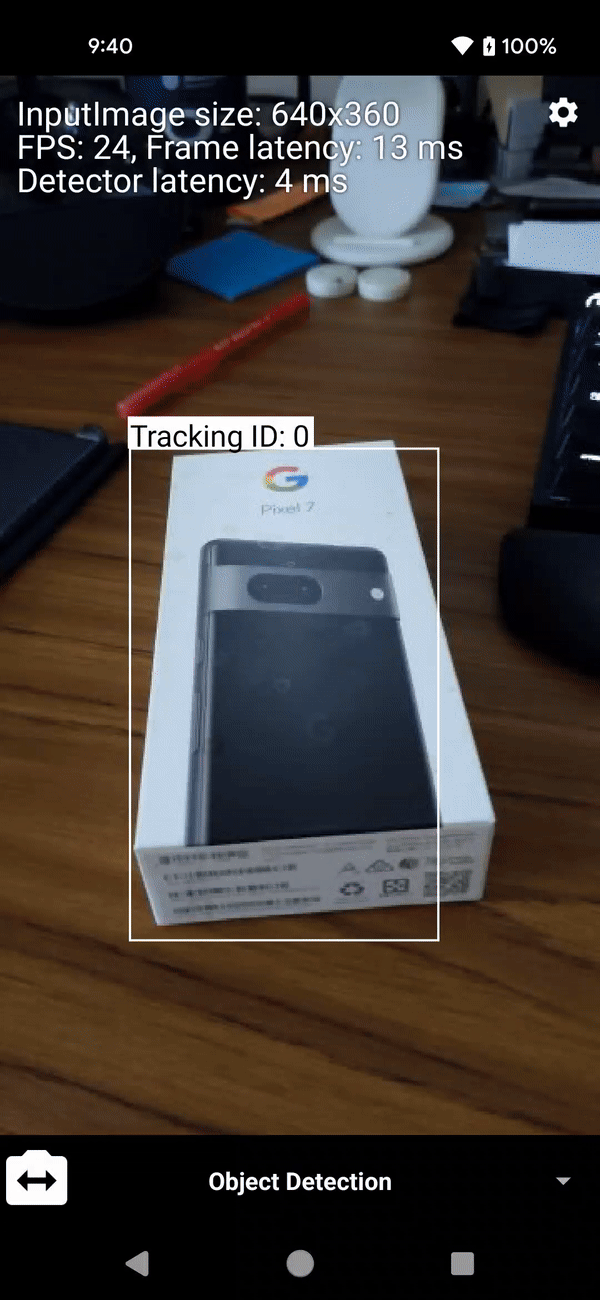 9:40
100%
InputImage size: 640x360
FPS: 24, Frame latency: 13 ms
Detector latency: 4 ms
Tracking ID: 0
G
Pixel 7
Object Detection